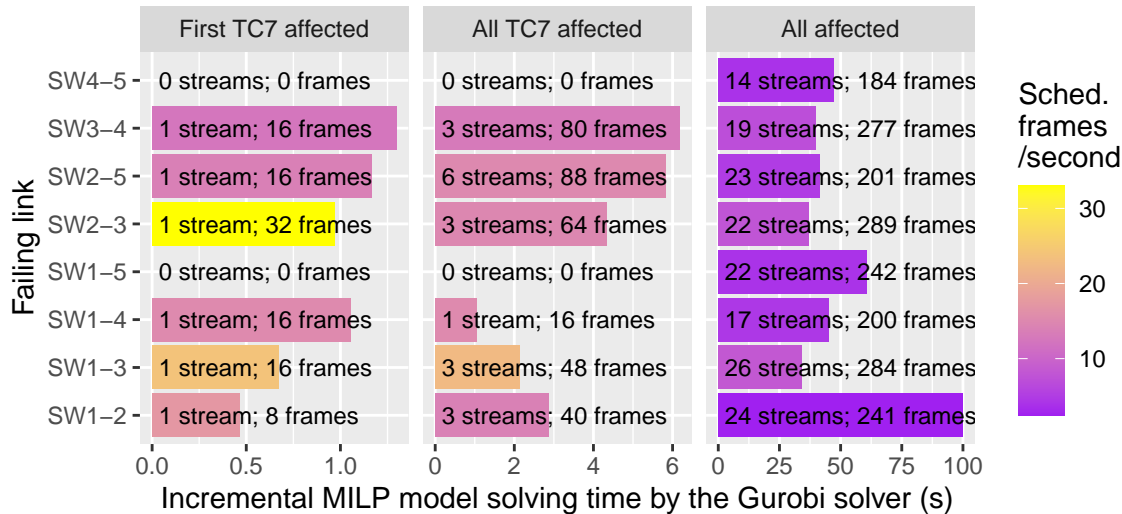 First TC7 affected All TC7 affected All affected
SW4−5 0 streams; 0 frames 0 streams; 0 frames 14 streams; 184 frames
SW3−4 1 stream; 16 frames 3 streams; 80 frames 19 streams; 277 frames
SW2−5 1 stream; 16 frames 6 streams; 88 frames 23 streams; 201 frames
SW2−3 1 stream; 32 frames 3 streams; 64 frames 22 streams; 289 frames
SW1−5 0 streams; 0 frames 0 streams; 0 frames 22 streams; 242 frames
SW1−4 1 stream; 16 frames 1 stream; 16 frames 17 streams; 200 frames
SW1−3 1 stream; 16 frames 3 streams; 48 frames 26 streams; 284 frames
SW1−2 1 stream; 8 frames 3 streams; 40 frames 24 streams; 241 frames
Failing link
0.0 0.5 1.0 0 2 4 6 0 25 50 75 100
Incremental MILP model solving time by the Gurobi solver (s)
Sched.
frames
/second
30
20
10